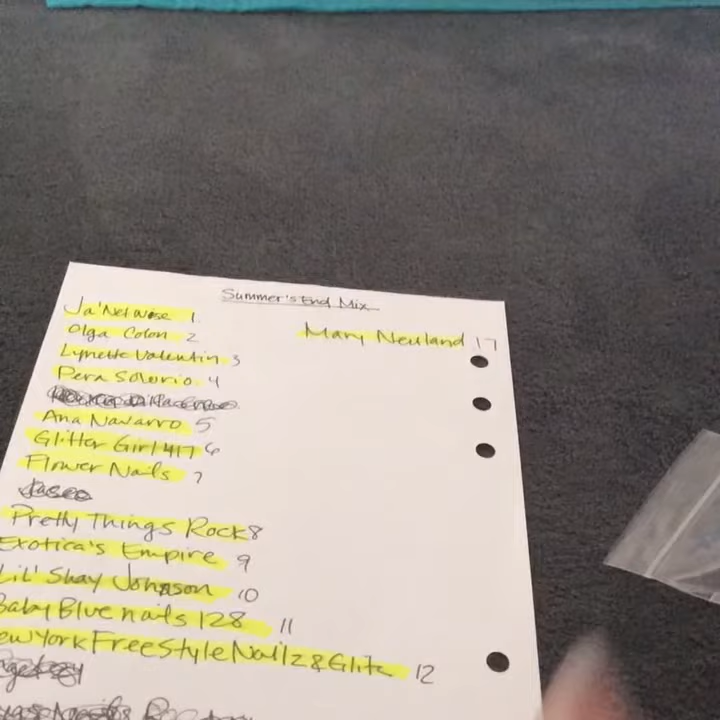 Summer's End Mix
Ja'Net Wise 1
Mary Neuland 17
Olga Colon 2
Lynette Valentin 3
Pera Solorio 4
Ana Navarro 5
Glitter Girl 417 6
Flower Nails 7
Pretty Things Rock 8
Exotica's Empire 9
Lil' Shay Johnson 10
Baby Blue nails 128 11
ew York FreeStyle Nailz & Glitz 12